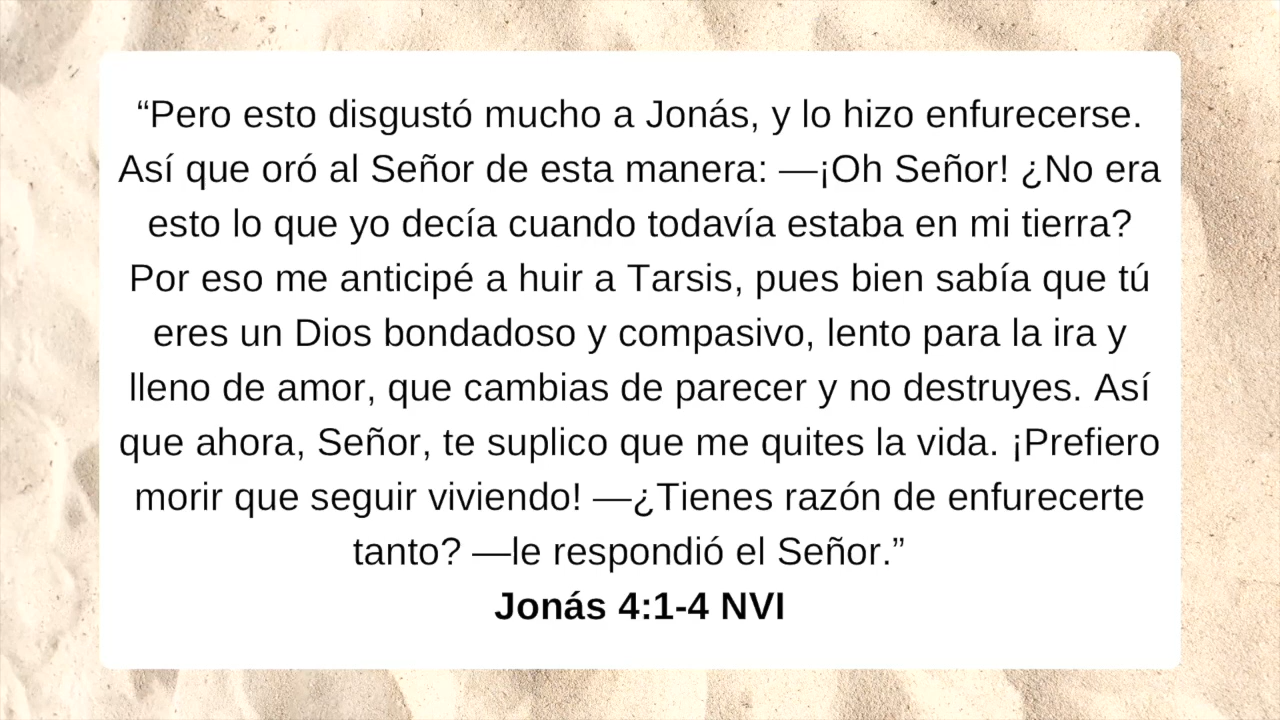 “Pero esto disgustó mucho a Jonás, y lo hizo enfurecerse.
Así que oró al Señor de esta manera: —¡Oh Señor! ¿No era
esto lo que yo decía cuando todavía estaba en mi tierra?
Por eso me anticipé a huir a Tarsis, pues bien sabía que tú
eres un Dios bondadoso y compasivo, lento para la ira y
lleno de amor, que cambias de parecer y no destruyes. Así
que ahora, Señor, te suplico que me quites la vida. ¡Prefiero
morir que seguir viviendo! —¿Tienes razón de enfurecerte
tanto? —le respondió el Señor.”
Jonás 4:1-4 NVI